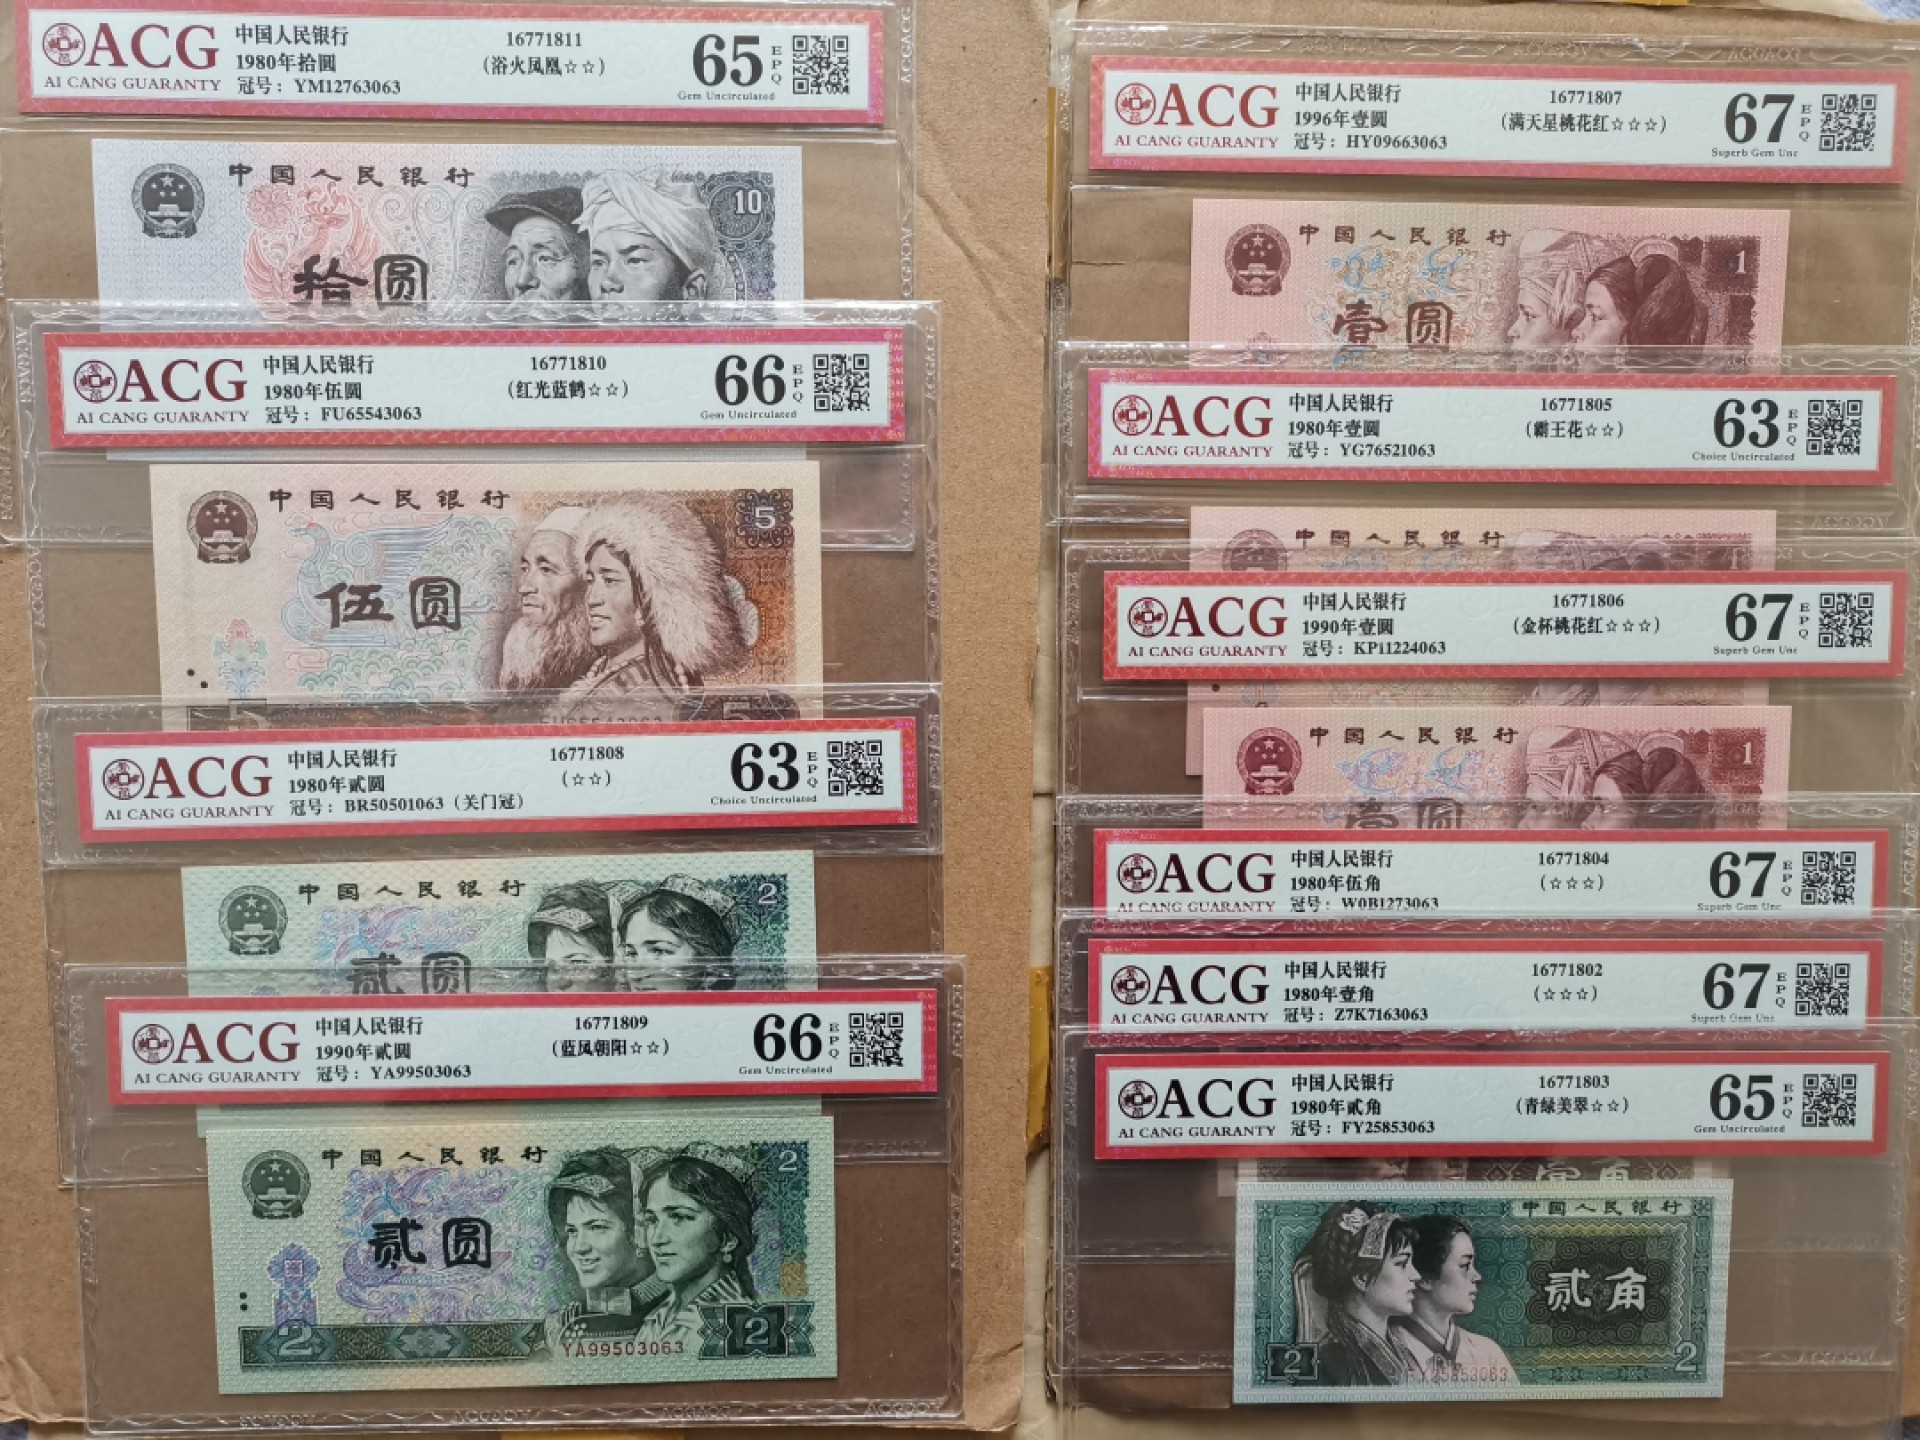 ACG
AI CANG GUARANTY
中国人民银行
1980年拾圆
冠号：YM12763063
16771811
（浴火凤凰☆☆）
65
EPQ
Gem Uncirculated
中国人民银行
10
拾圆
ACG
AI CANG GUARANTY
中国人民银行
1980年伍圆
冠号：FU65543063
16771810
（红光蓝鹤☆☆）
66
EPQ
Gem Uncirculated
中国人民银行
5
伍圆
5
FU65543063
5
ACG
AI CANG GUARANTY
中国人民银行
1980年贰圆
冠号：BR50501063（关门冠）
16771808
（☆☆）
63
EPQ
Choice Uncirculated
中国人民银行
2
贰圆
ACG
AI CANG GUARANTY
中国人民银行
1990年贰圆
冠号：YA99503063
16771809
（蓝凤朝阳☆☆）
66
EPQ
Gem Uncirculated
中国人民银行
2
贰圆
2
YA99503063
2
ACG
AI CANG GUARANTY
中国人民银行
1996年壹圆
冠号：HY09663063
16771807
（满天星桃花红☆☆☆）
67
EPQ
Superb Gem Unc
中国人民银行
1
壹圆
ACG
AI CANG GUARANTY
中国人民银行
1980年壹圆
冠号：YG76521063
16771805
（霸王花☆☆）
63
EPQ
Choice Uncirculated
中国人民银行
1
ACG
AI CANG GUARANTY
中国人民银行
1990年壹圆
冠号：KP11224063
16771806
（金杯桃花红☆☆☆）
67
EPQ
Superb Gem Unc
中国人民银行
1
壹圆
ACG
AI CANG GUARANTY
中国人民银行
1980年伍角
冠号：W0B1273063
16771804
（☆☆☆）
67
EPQ
Superb Gem Unc
ACG
AI CANG GUARANTY
中国人民银行
1980年壹角
冠号：Z7K7163063
16771802
（☆☆☆）
67
EPQ
Superb Gem Unc
ACG
AI CANG GUARANTY
中国人民银行
1980年贰角
冠号：FY25853063
16771803
（青绿美翠☆☆）
65
EPQ
Gem Uncirculated
壹角
中国人民银行
贰角
2
FY25853063
2